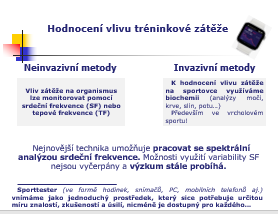 Hodnocení vlivu tréninkové zátěže
Neinvazivní metody
Vliv zátěže na organismus
lze monitorovat pomocí
srdeční frekvence (SF) nebo
tepové frekvence (TF)
Invazivní metody
K hodnocení vlivu zátěže
na sportovce využíváme
biochemii (analýzy moči,
krve, slin, potu…)
Především ve vrcholovém
sportu!
Nejnovější technika umožňuje pracovat se spektrální
analýzou srdeční frekvence. Možnosti využití variability SF
nejsou vyčerpány a výzkum stále probíhá.
Sporttester (ve formě hodinek, snímačů, PC, mobilních telefonů aj.)
vnímáme jako jednoduchý prostředek, který sice potřebuje určitou
míru znalostí, zkušeností a úsilí, nicméně je dostupný pro každého…